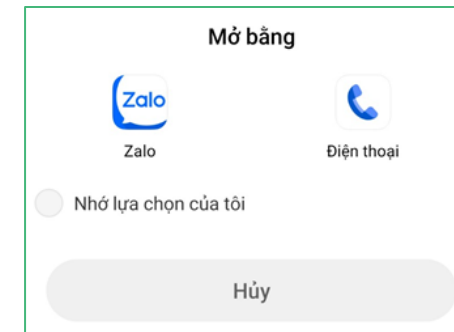 Mở bằng
Zalo
Zalo Điện thoại
Nhớ lựa chọn của tôi
Hủy